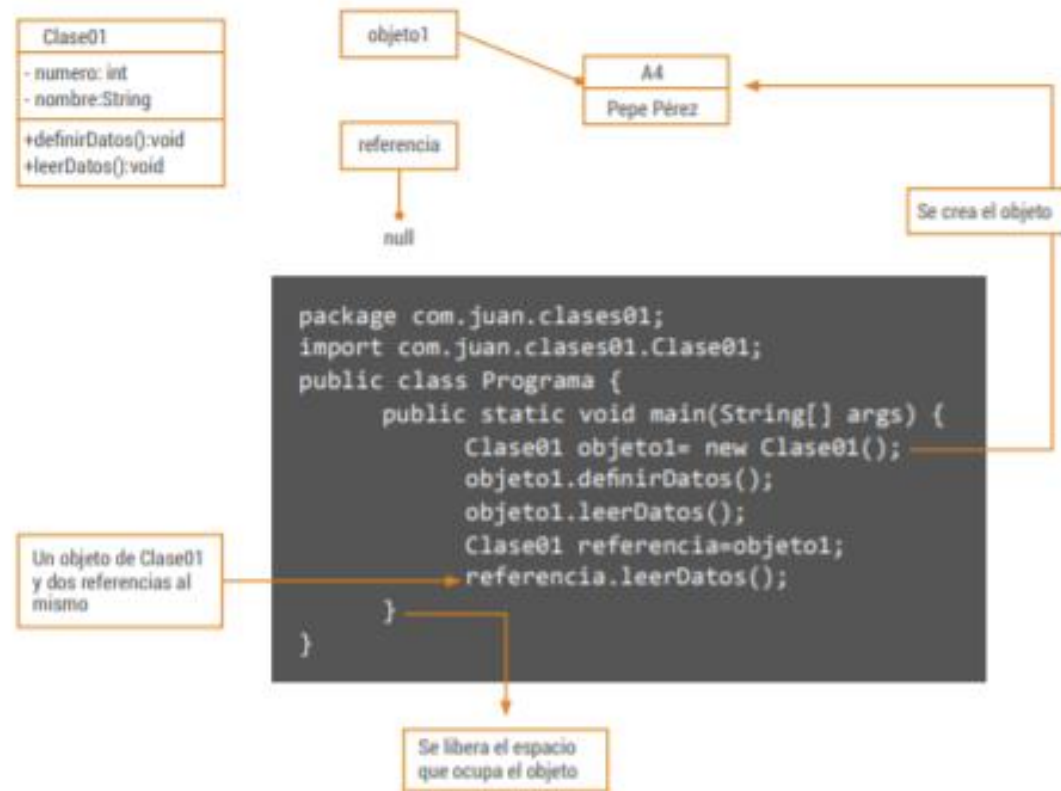 Clase01
- numero: int
- nombre:String
+definirDatos():void
+leerDatos():void
objeto1
A4
Pepe Pérez
referencia
null
Se crea el objeto
package com.juan.clases01;
import com.juan.clases01.Clase01;
public class Programa {
public static void main(String[] args) {
Clase01 objeto1= new Clase01();
objeto1.definirDatos();
objeto1.leerDatos();
Clase01 referencia=objeto1;
referencia.leerDatos();
}
}
Un objeto de Clase01
y dos referencias al
mismo
Se libera el espacio
que ocupa el objeto